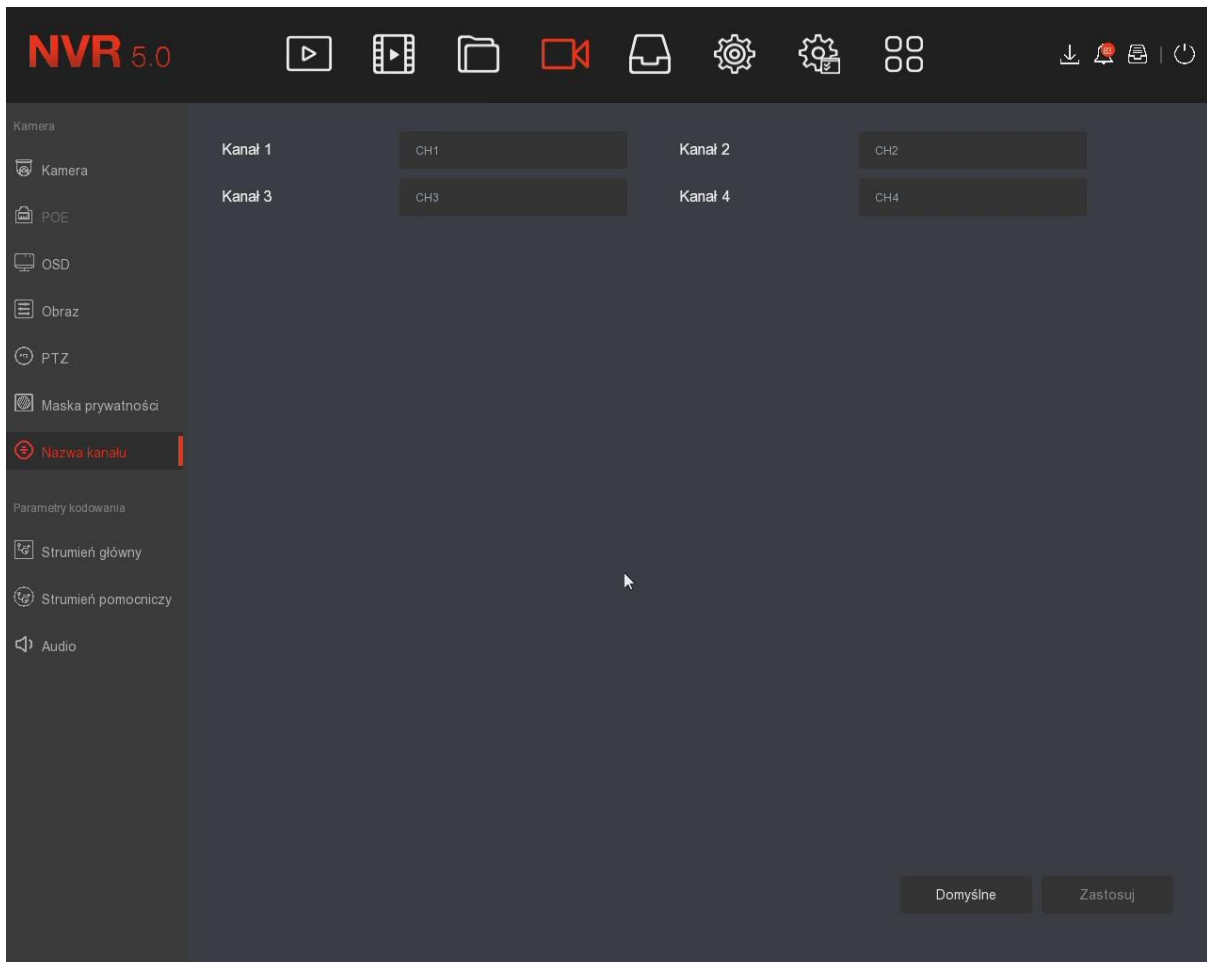 NVR 5.0
Kamera
Kamera
POE
OSD
Obraz
PTZ
Maska prywatności
Nazwa kanału
Parametry kodowania
Strumień główny
Strumień pomocniczy
Audio
Kanał 1 CH1 Kanał 2 CH2
Kanał 3 CH3 Kanał 4 CH4
Domyślne Zastosuj